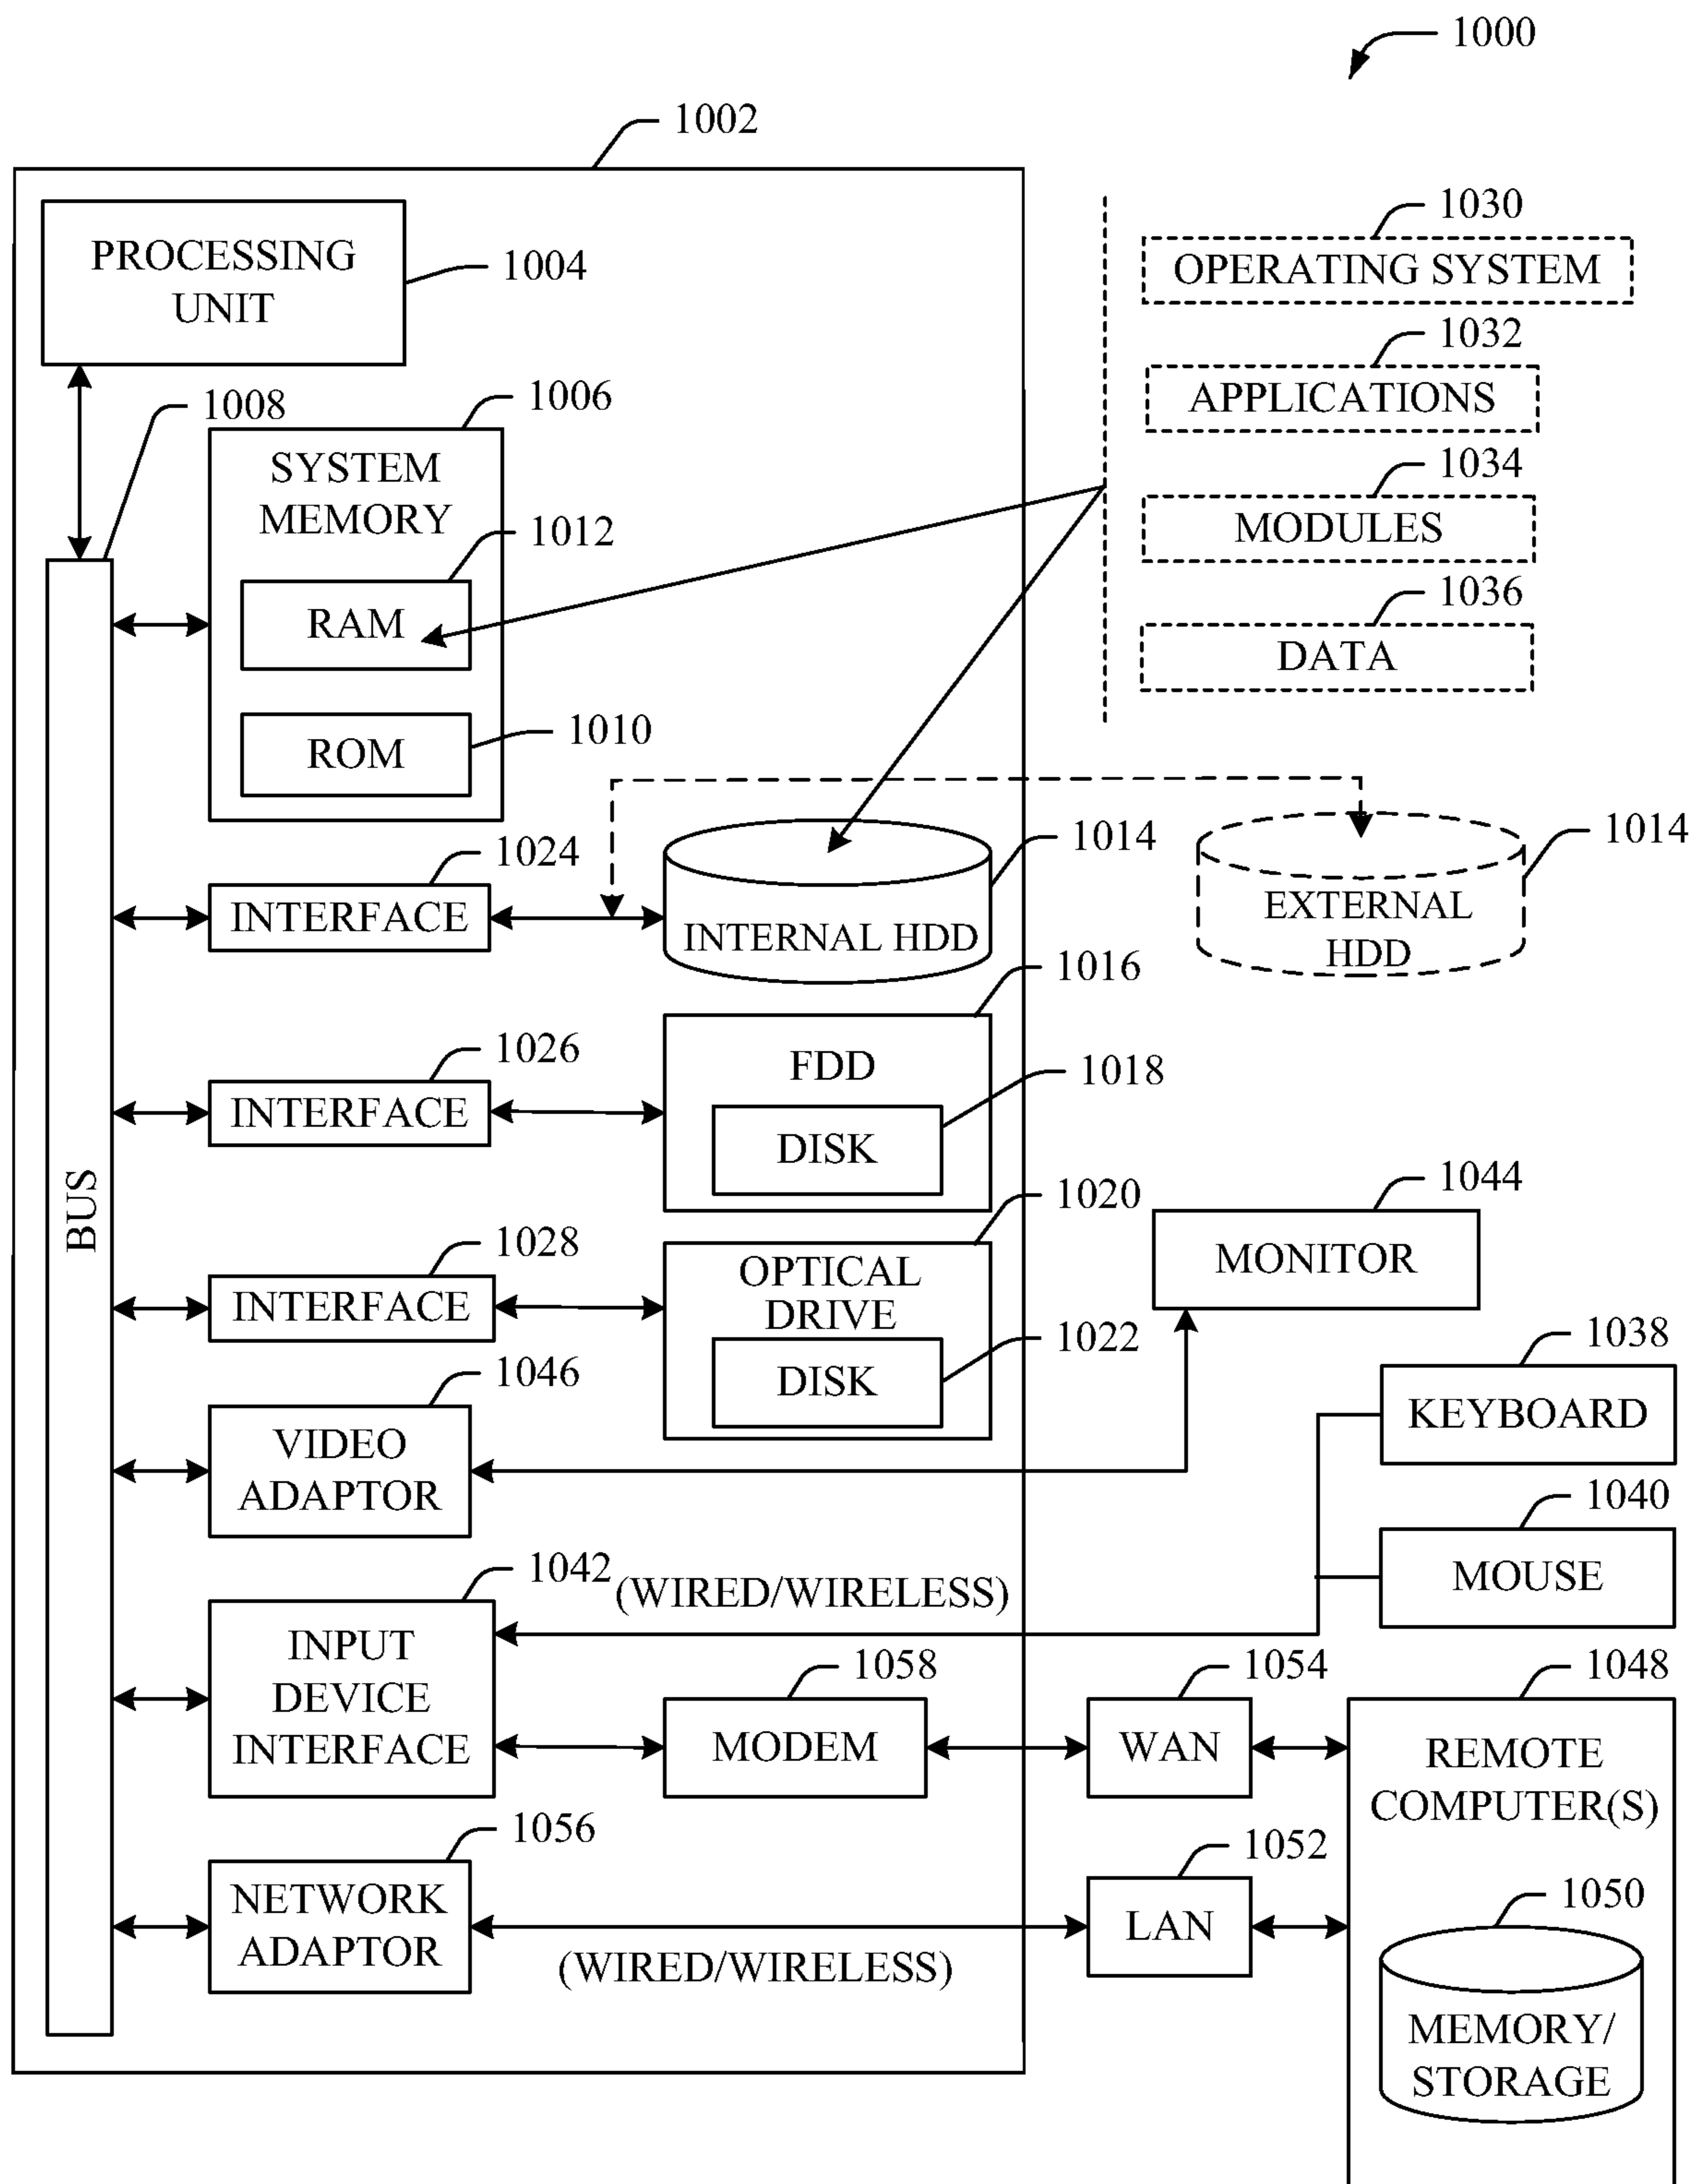 1000
1002
PROCESSING
UNIT
1004
1030
OPERATING SYSTEM
1032
APPLICATIONS
1034
MODULES
1036
DATA
1008
1006
SYSTEM
MEMORY
1012
RAM
1010
ROM
BUS
1024
INTERFACE
1014
INTERNAL HDD
1014
EXTERNAL
HDD
1026
INTERFACE
1016
FDD
1018
DISK
1028
INTERFACE
1020
OPTICAL
DRIVE
1022
DISK
1044
MONITOR
1046
VIDEO
ADAPTOR
1038
KEYBOARD
1040
MOUSE
1042
(WIRED/WIRELESS)
INPUT
DEVICE
INTERFACE
1058
MODEM
1054
WAN
1048
REMOTE
COMPUTER(S)
1056
NETWORK
ADAPTOR
(WIRED/WIRELESS)
1052
LAN
1050
MEMORY/
STORAGE